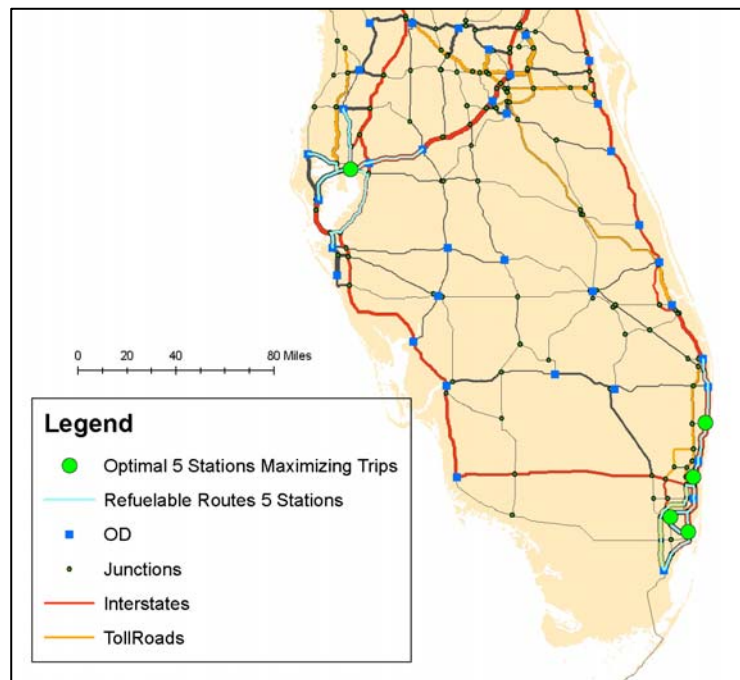 0 20 40 80 Miles
Legend
Optimal 5 Stations Maximizing Trips
Refuelable Routes 5 Stations
OD
Junctions
Interstates
TollRoads